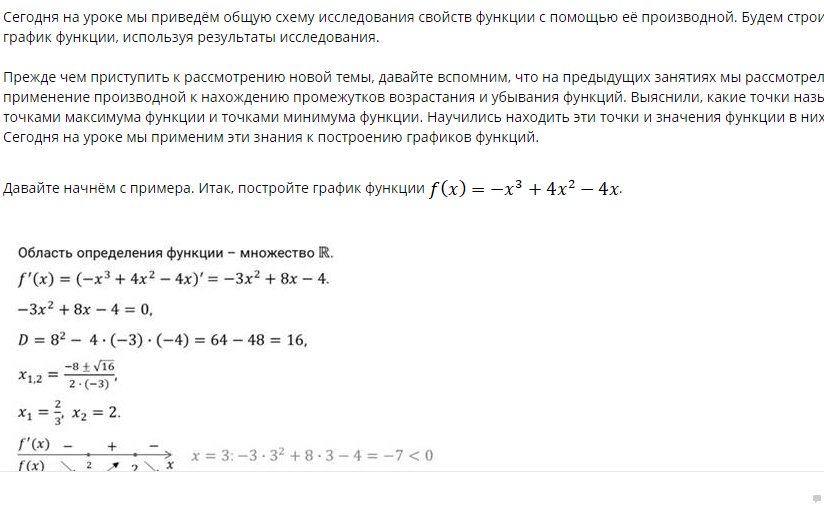 Сегодня на уроке мы приведём общую схему исследования свойств функции с помощью её производной. Будем
график функции, используя результаты исследования.
Прежде чем приступить к рассмотрению новой темы, давайте вспомним, что на предыдущих занятиях мы
применение производной к нахождению промежутков возрастания и убывания функций. Выяснили, какие точки
точками максимума функции и точками минимума функции. Научились находить эти точки и значения функции в них
Сегодня на уроке мы применим эти знания к построению графиков функций.
Давайте начнём с примера. Итак, постройте график функции f(x) = −x³ + 4x² − 4x.
Область определения функции – множество ℝ.
f′(x) = (−x³ + 4x² − 4x)′ = −3x² + 8x − 4.
−3x² + 8x − 4 = 0,
D = 8² − 4 · (−3) · (−4) = 64 − 48 = 16,
x₁,₂ = (−8 ± √16)/(2 · (−3)),
x₁ = 2/3, x₂ = 2.
f′(x) − + −
x = 3: −3 · 3² + 8 · 3 − 4 = −7 < 0
f(x) ↘ 2 ↗ 2 ↘ x